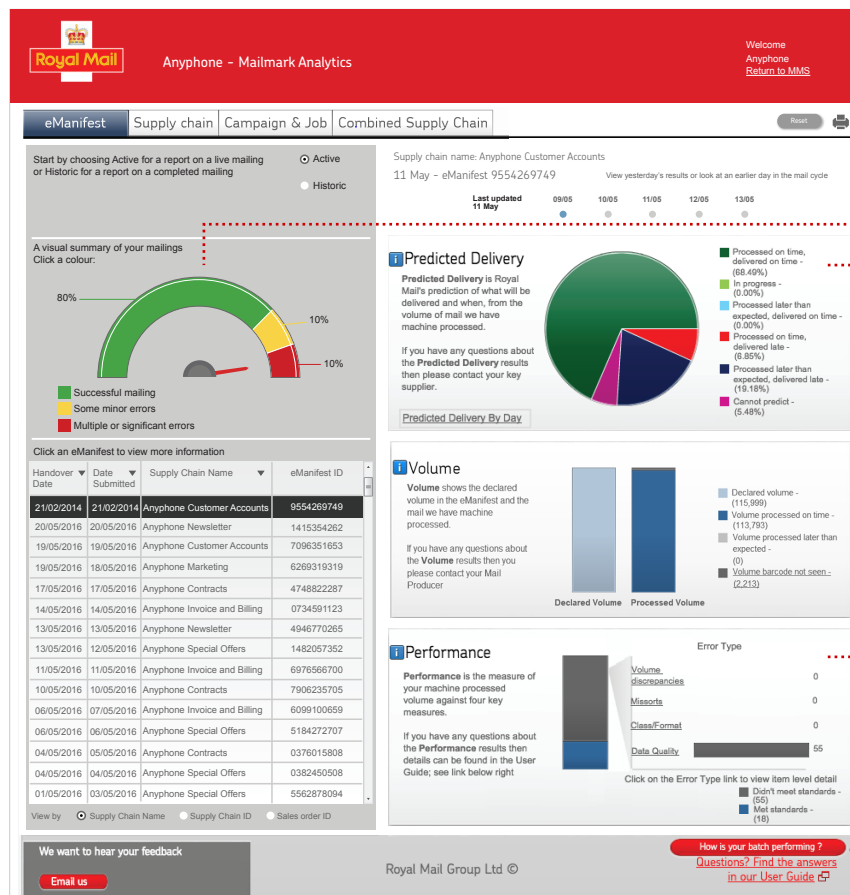 Royal Mail
Anyphone - Mailmark Analytics
Welcome
Anyphone
Return to MMS
eManifest
Supply chain
Campaign & Job
Combined Supply Chain
Reset
Start by choosing Active for a report on a live mailing
or Historic for a report on a completed mailing
Active
Historic
Supply chain name: Anyphone Customer Accounts
11 May - eManifest 9554269749
View yesterday's results or look at an earlier day in the mail cycle
Last updated
11 May
09/05 10/05 11/05 12/05 13/05
A visual summary of your mailings
Click a colour:
80%
10%
10%
Successful mailing
Some minor errors
Multiple or significant errors
Predicted Delivery
Predicted Delivery is Royal
Mail's prediction of what will be
delivered and when, from the
volume of mail we have
machine processed.
If you have any questions about
the Predicted Delivery results
then please contact your key
supplier.
Predicted Delivery By Day
Processed on time,
delivered on time -
(68.49%)
In progress -
(0.00%)
Processed later than
expected, delivered on time -
(0.00%)
Processed on time,
delivered late -
(6.85%)
Processed later than
expected, delivered late -
(19.18%)
Cannot predict -
(5.48%)
Click an eManifest to view more information
Handover Date Date Submitted Supply Chain Name eManifest ID
21/02/2014 21/02/2014 Anyphone Customer Accounts 9554269749
20/05/2016 20/05/2016 Anyphone Newsletter 1415354262
19/05/2016 19/05/2016 Anyphone Customer Accounts 7096351653
19/05/2016 18/05/2016 Anyphone Marketing 6269319319
17/05/2016 17/05/2016 Anyphone Contracts 4748822287
14/05/2016 14/05/2016 Anyphone Invoice and Billing 0734591123
13/05/2016 13/05/2016 Anyphone Newsletter 4946770265
13/05/2016 12/05/2016 Anyphone Special Offers 1482057352
11/05/2016 11/05/2016 Anyphone Invoice and Billing 6976566700
10/05/2016 10/05/2016 Anyphone Contracts 7906235705
06/05/2016 07/05/2016 Anyphone Invoice and Billing 6099100659
06/05/2016 06/05/2016 Anyphone Special Offers 5184272707
04/05/2016 05/05/2016 Anyphone Contracts 0376015808
04/05/2016 04/05/2016 Anyphone Special Offers 0382450508
01/05/2016 03/05/2016 Anyphone Special Offers 5562878094
View by Supply Chain Name Supply Chain ID Sales order ID
Volume
Volume shows the declared
volume in the eManifest and the
mail we have machine
processed.
If you have any questions about
the Volume results then you
please contact your Mail
Producer
Declared Volume Processed Volume
Declared volume -
(115,999)
Volume processed on time -
(113,793)
Volume processed later than
expected -
(0)
Volume barcode not seen -
(2,213)
Performance
Performance is the measure of
your machine processed
volume against four key
measures.
If you have any questions about
the Performance results then
details can be found in the User
Guide; see link below right
Error Type
Volume
discrepancies 0
Missorts 0
Class/Format 0
Data Quality 55
Click on the Error Type link to view item level detail
Didn't meet standards -
(55)
Met standards -
(18)
We want to hear your feedback
Email us
Royal Mail Group Ltd ©
How is your batch performing ?
Questions? Find the answers
in our User Guide